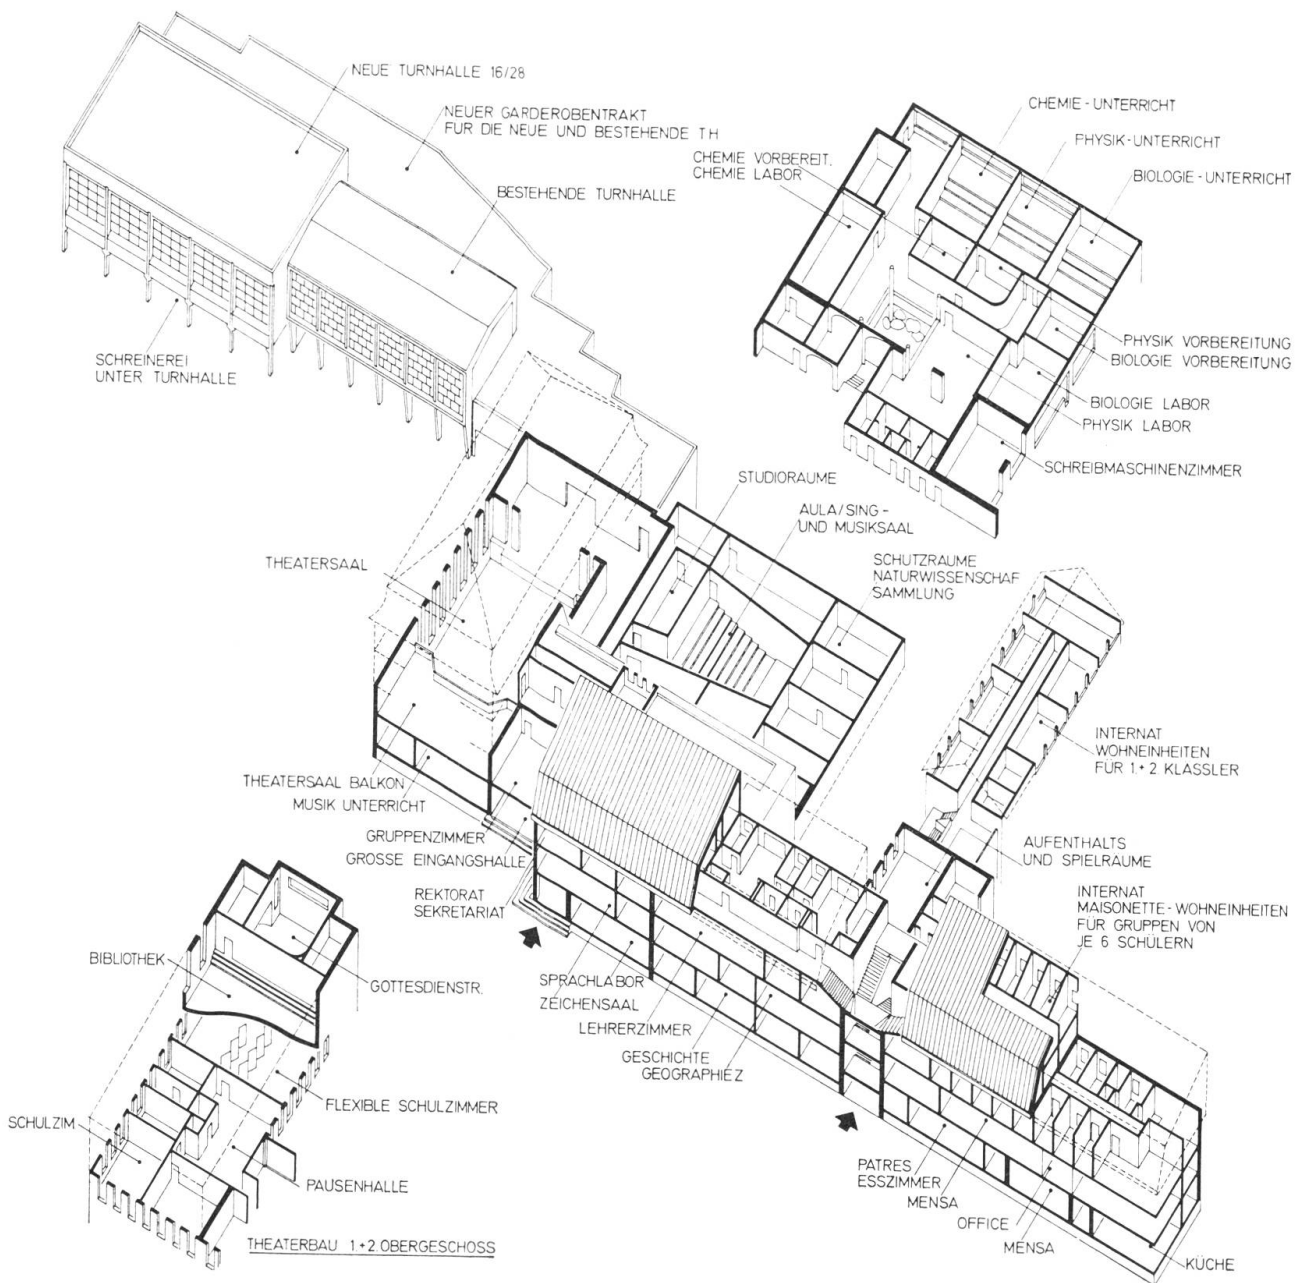 NEUE TURNHALLE 16/28
NEUER GARDEROBENTRAKT
FÜR DIE NEUE UND BESTEHENDE TH
BESTEHENDE TURNHALLE
SCHREINEREI
UNTER TURNHALLE
CHEMIE-UNTERRICHT
PHYSIK-UNTERRICHT
CHEMIE VORBEREIT.
CHEMIE LABOR
BIOLOGIE-UNTERRICHT
PHYSIK VORBEREITUNG
BIOLOGIE VORBEREITUNG
BIOLOGIE LABOR
PHYSIK LABOR
SCHREIBMASCHINENZIMMER
STUDIORAUME
AULA/SING-
UND MUSIKSAAL
SCHUTZRAUME
NATURWISSENSCHAF
SAMMLUNG
THEATERSAAL
INTERNAT
WOHNEINHEITEN
FÜR 1.+2. KLASSLER
THEATERSAAL BALKON
MUSIK UNTERRICHT
GRUPPENZIMMER
GROSSE EINGANGSHALLE
REKTORAT
SEKRETARIAT
AUFENTHALTS
UND SPIELRAUME
INTERNAT
MAISONETTE-WOHNEINHEITEN
FÜR GRUPPEN VON
JE 6 SCHÜLERN
SPRACHLABOR
ZEICHENSAAL
LEHRERZIMMER
GESCHICHTE
GEOGRAPHIEZ
PATRES
ESSZIMMER
MENSA
OFFICE
MENSA
KÜCHE
BIBLIOTHEK
GOTTESDIENSTR.
FLEXIBLE SCHULZIMMER
SCHULZIM
PAUSENHALLE
THEATERBAU 1.+2. OBERGESCHOSS